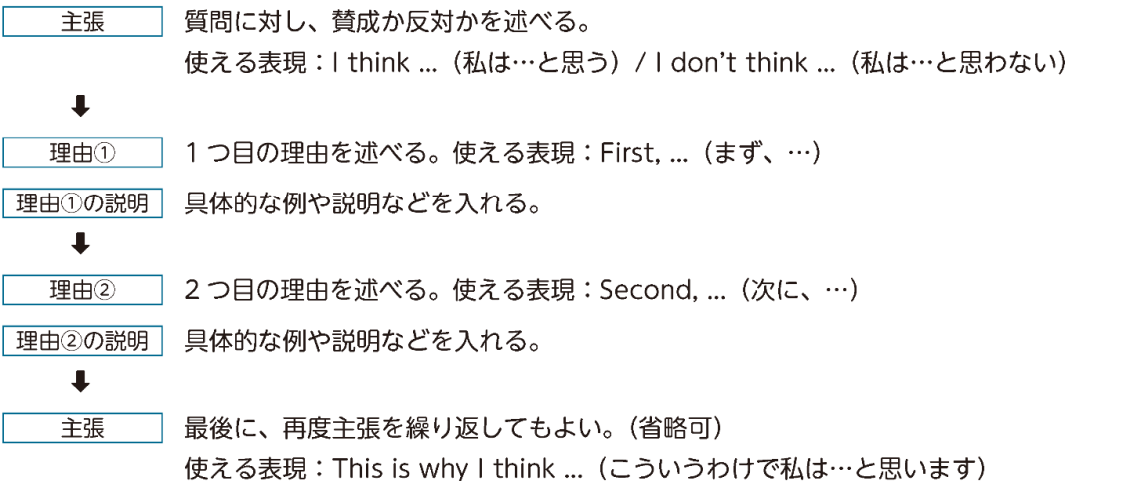 主張 質問に対し、賛成か反対かを述べる。
使える表現：I think ...（私は…と思う）/ I don't think ...（私は…と思わない）
⬇
理由① 1つ目の理由を述べる。使える表現：First, ...（まず、…）
理由①の説明 具体的な例や説明などを入れる。
⬇
理由② 2つ目の理由を述べる。使える表現：Second, ...（次に、…）
理由②の説明 具体的な例や説明などを入れる。
⬇
主張 最後に、再度主張を繰り返してもよい。（省略可）
使える表現：This is why I think ...（こういうわけで私は…と思います）